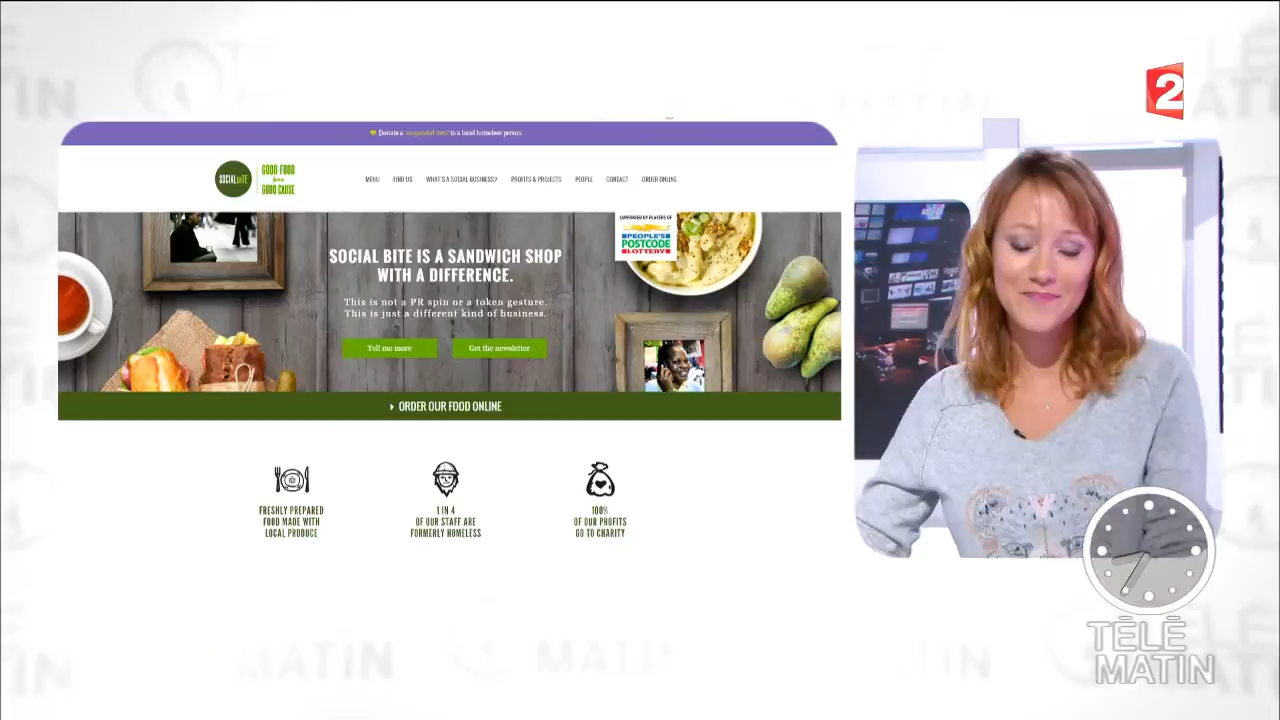 2
Donate a 'suspended item' to a local homeless person
SOCIAL BITE
GOOD FOOD
for a
GOOD CAUSE
MENU FIND US WHAT'S A SOCIAL BUSINESS? PROFITS & PROJECTS PEOPLE CONTACT ORDER ONLINE
SUPPORTED BY PLAYERS OF
PEOPLE'S
POSTCODE
LOTTERY
SOCIAL BITE IS A SANDWICH SHOP
WITH A DIFFERENCE.
This is not a PR spin or a token gesture.
This is just a different kind of business.
Tell me more
Get the newsletter
ORDER OUR FOOD ONLINE
FRESHLY PREPARED
FOOD MADE WITH
LOCAL PRODUCE
1 IN 4
OF OUR STAFF ARE
FORMERLY HOMELESS
100%
OF OUR PROFITS
GO TO CHARITY
TÉLÉ
MATIN
MATIN
MATIN